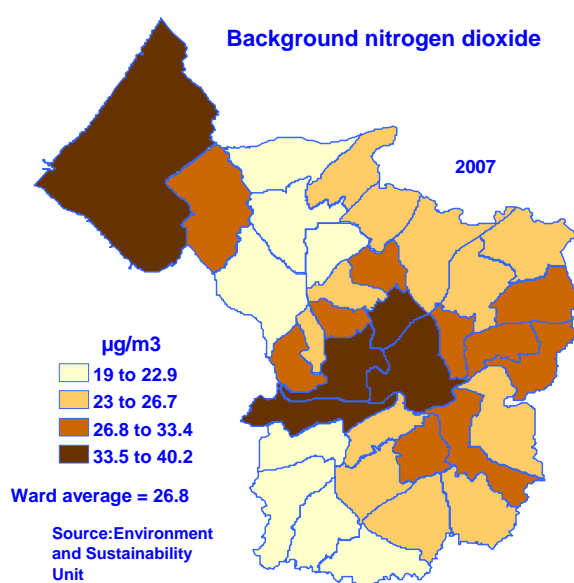 Background nitrogen dioxide
2007
µg/m3
19 to 22.9
23 to 26.7
26.8 to 33.4
33.5 to 40.2
Ward average = 26.8
Source:Environment
and Sustainability
Unit